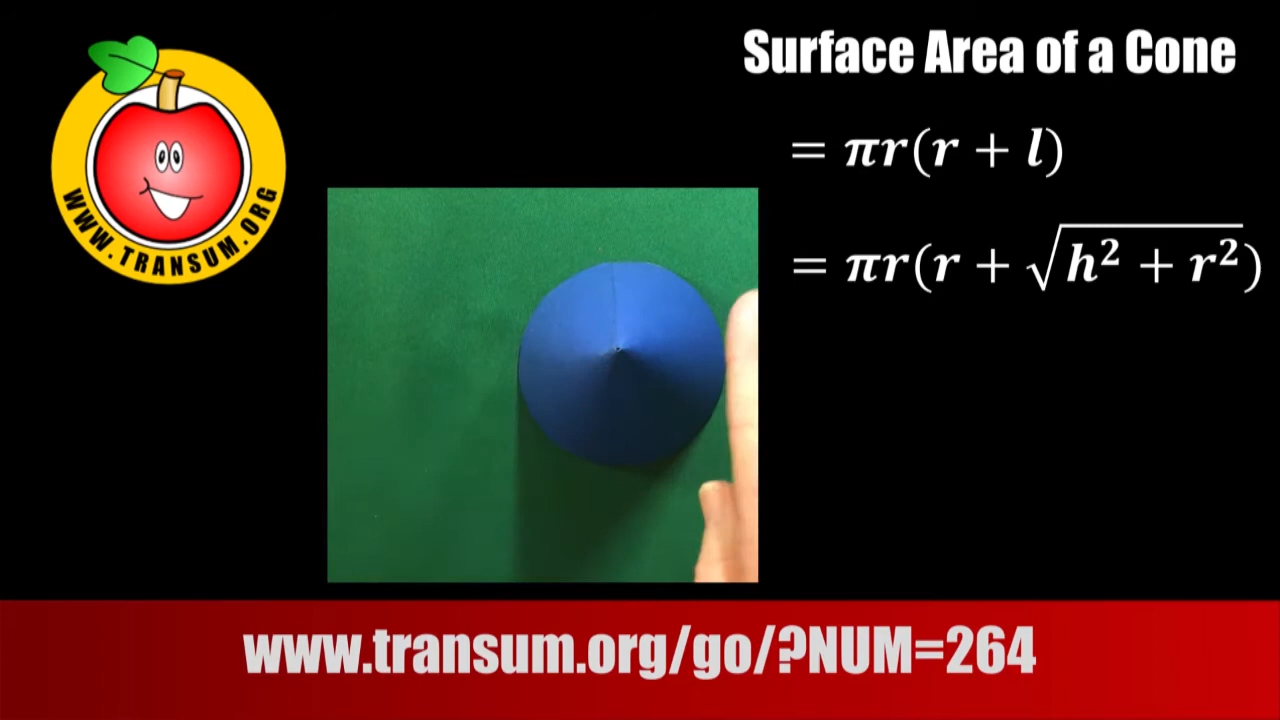 WWW.TRANSUM.ORG
Surface Area of a Cone
= πr(r + l)
= πr(r + √(h² + r²))
www.transum.org/go/?NUM=264